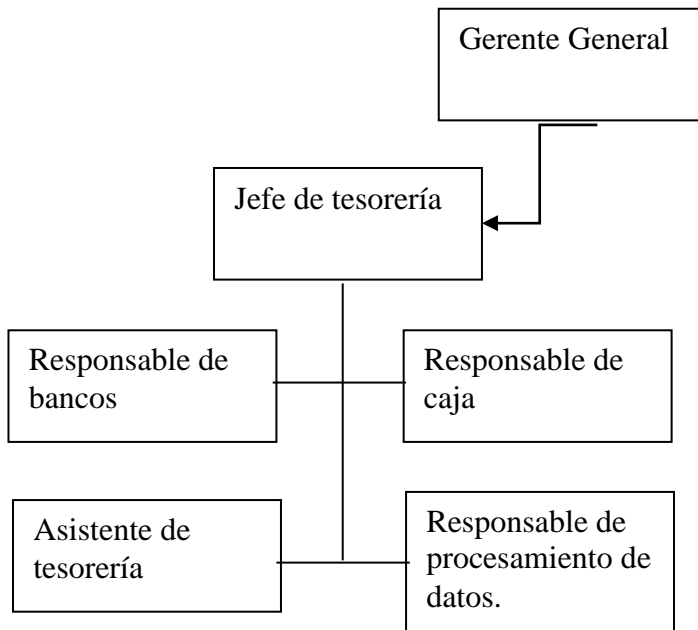 Gerente General
Jefe de tesorería
Responsable de
bancos
Responsable de
caja
Asistente de
tesorería
Responsable de
procesamiento de
datos.